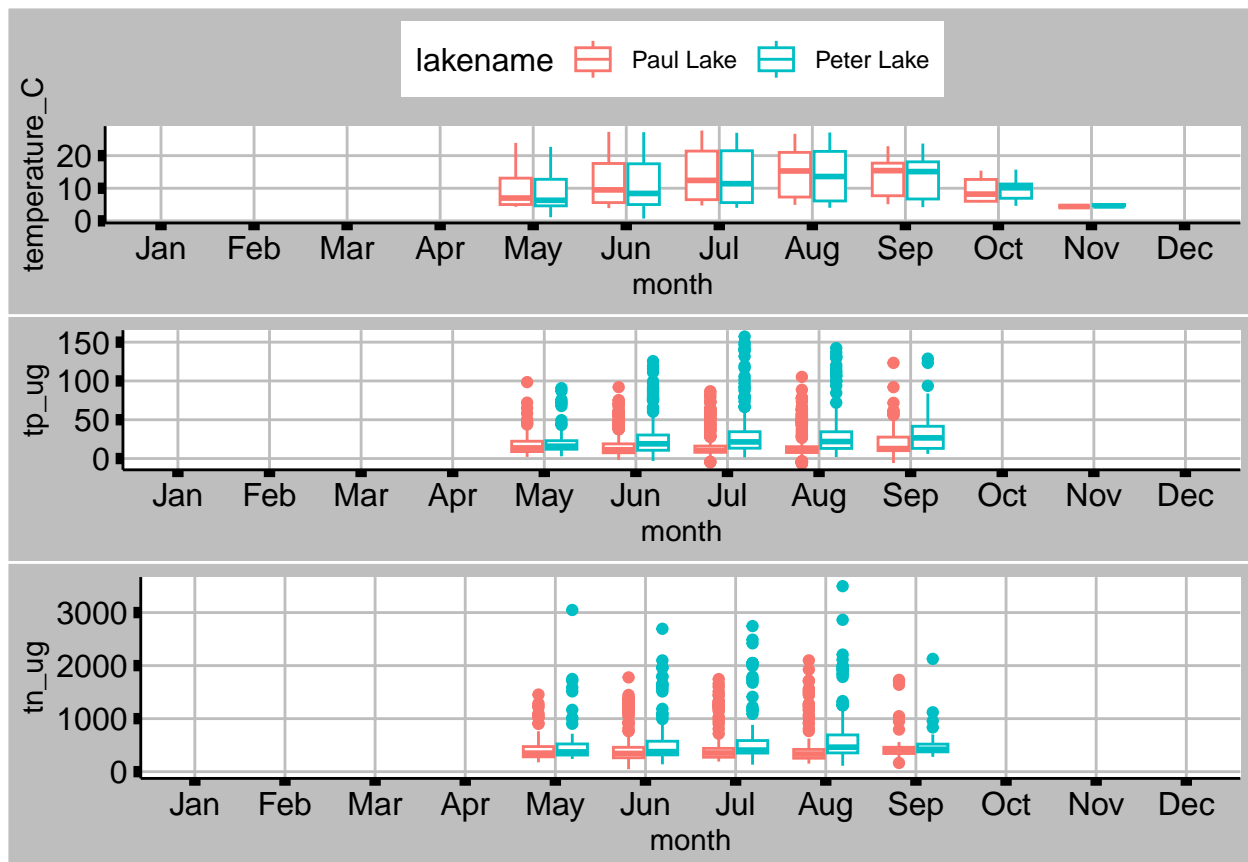 lakename Paul Lake Peter Lake
temperature_C
20
10
0
Jan Feb Mar Apr May Jun Jul Aug Sep Oct Nov Dec
month
tp_ug
150
100
50
0
Jan Feb Mar Apr May Jun Jul Aug Sep Oct Nov Dec
month
tn_ug
3000
2000
1000
0
Jan Feb Mar Apr May Jun Jul Aug Sep Oct Nov Dec
month